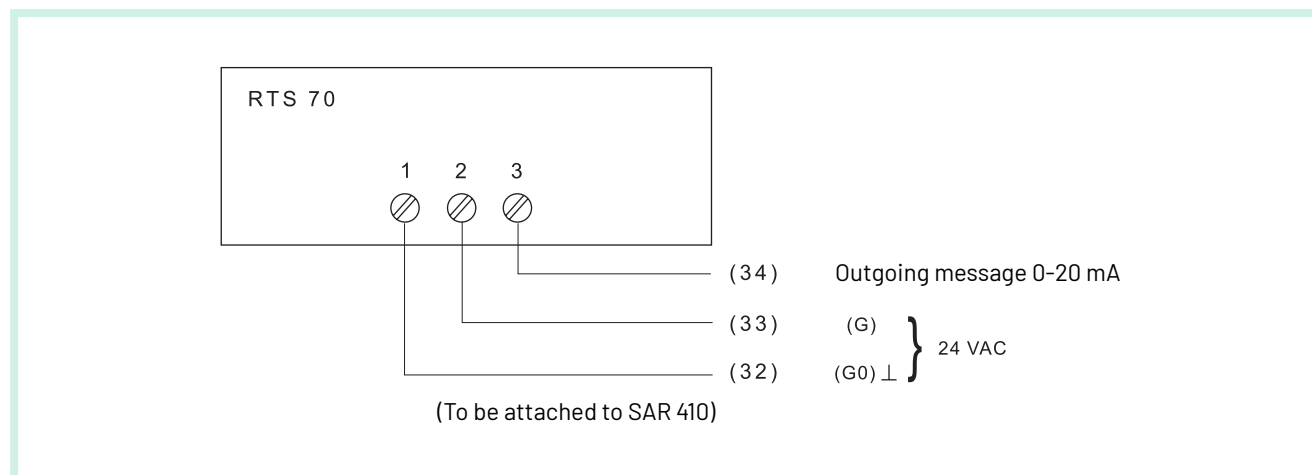 RTS 70
1 2 3
(34) Outgoing message 0-20 mA
(33) (G)
24 VAC
(32) (G0) ⊥
(To be attached to SAR 410)